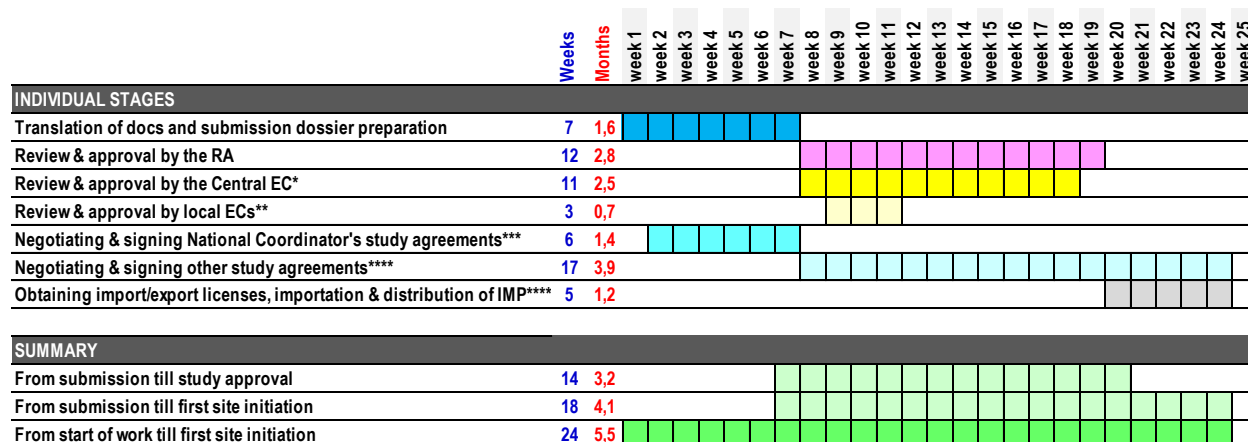 Weeks Months week 1 week 2 week 3 week 4 week 5 week 6 week 7 week 8 week 9 week 10 week 11 week 12 week 13 week 14 week 15 week 16 week 17 week 18 week 19 week 20 week 21 week 22 week 23 week 24 week 25
INDIVIDUAL STAGES
Translation of docs and submission dossier preparation 7 1,6
Review & approval by the RA 12 2,8
Review & approval by the Central EC* 11 2,5
Review & approval by local ECs** 3 0,7
Negotiating & signing National Coordinator's study agreements*** 6 1,4
Negotiating & signing other study agreements**** 17 3,9
Obtaining import/export licenses, importation & distribution of IMP**** 5 1,2
SUMMARY
From submission till study approval 14 3,2
From submission till first site initiation 18 4,1
From start of work till first site initiation 24 5,5